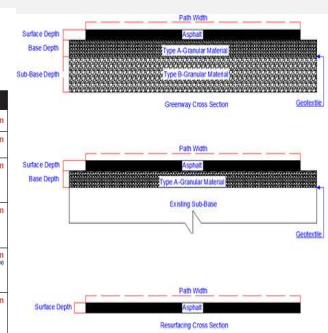 Path Width
Surface Depth
Asphalt
Base Depth
Type A-Granular Material
Sub-Base Depth
Type B-Granular Material
Greenway Cross Section
Geotextile
Path Width
Surface Depth
Asphalt
Base Depth
Type A-Granular Material
Existing Sub-Base
Geotextile
Path Width
Surface Depth
Asphalt
Resurfacing Cross Section